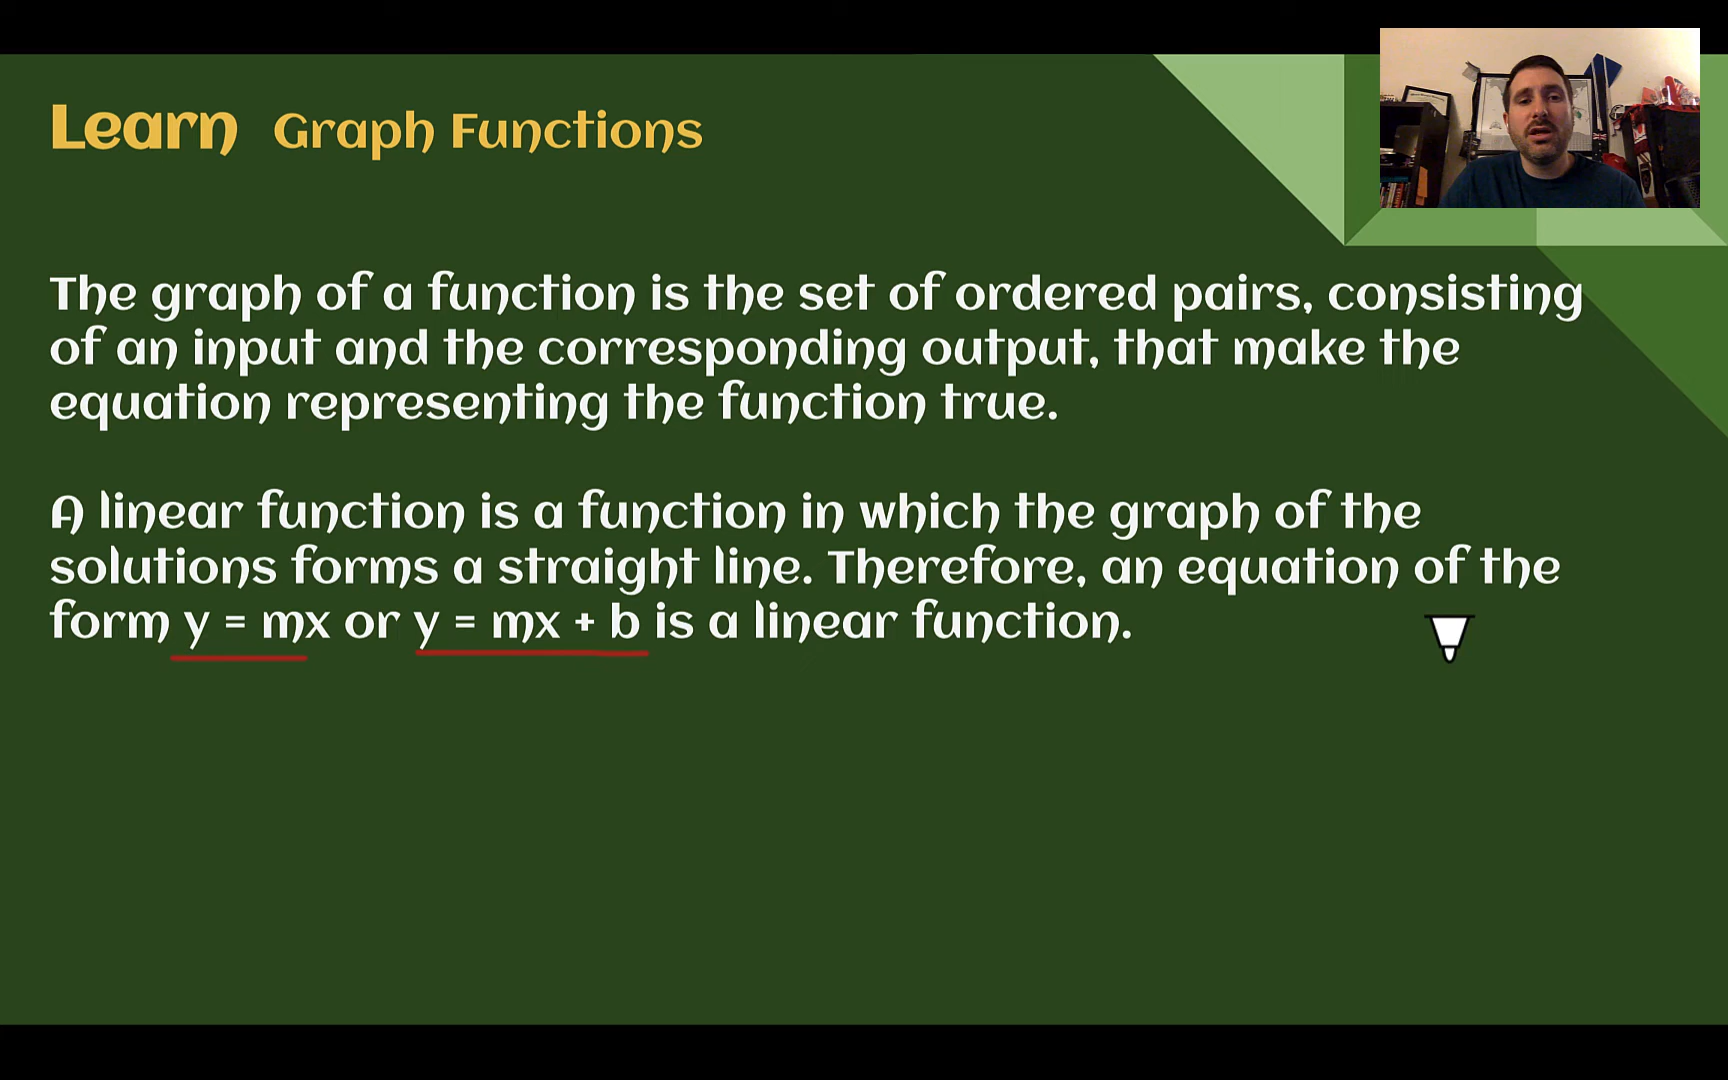 Learn Graph Functions
The graph of a function is the set of ordered pairs, consisting
of an input and the corresponding output, that make the
equation representing the function true.
A linear function is a function in which the graph of the
solutions forms a straight line. Therefore, an equation of the
form y = mx or y = mx + b is a linear function.